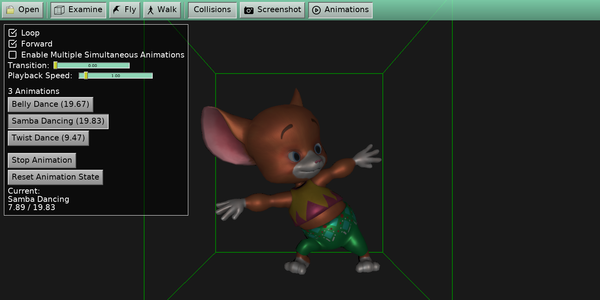 Open Examine Fly Walk Collisions Screenshot Animations
Loop
Forward
Enable Multiple Simultaneous Animations
Transition: 0.00
Playback Speed: 1.00
3 Animations
Belly Dance (19.67)
Samba Dancing (19.83)
Twist Dance (9.47)
Stop Animation
Reset Animation State
Current:
Samba Dancing
7.89 / 19.83